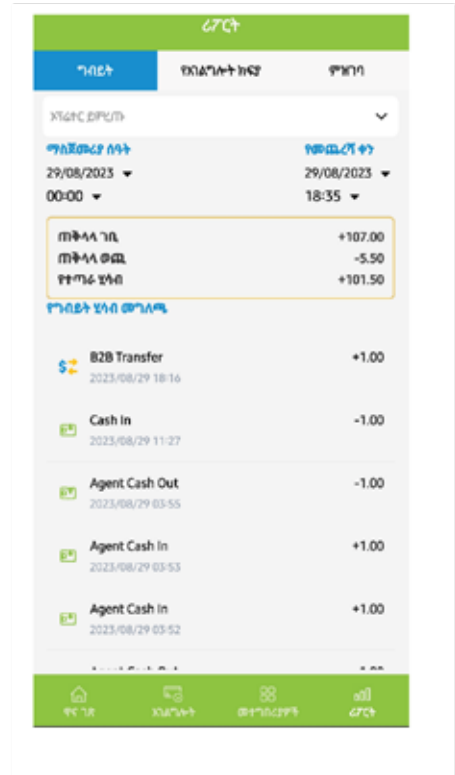 ሪፖርት
ግብይት የአገልግሎት ክፍያ ምዝገባ
ኦፕሬተር ይምረጡ
ማስጀመሪያ ሰዓት የመጨረሻ ቀን
29/08/2023 29/08/2023
00:00 18:35
ጠቅላላ ገቢ +107.00
ጠቅላላ ወጪ -5.50
የተጣራ ሂሳብ +101.50
የግብይት ሂሳብ መግለጫ
B2B Transfer +1.00
2023/08/29 18:16
Cash In -1.00
2023/08/29 11:27
Agent Cash Out -1.00
2023/08/29 03:55
Agent Cash In +1.00
2023/08/29 03:53
Agent Cash In +1.00
2023/08/29 03:52
ዋና ገጽ አገልግሎት መተግበሪያዎች ሪፖርት